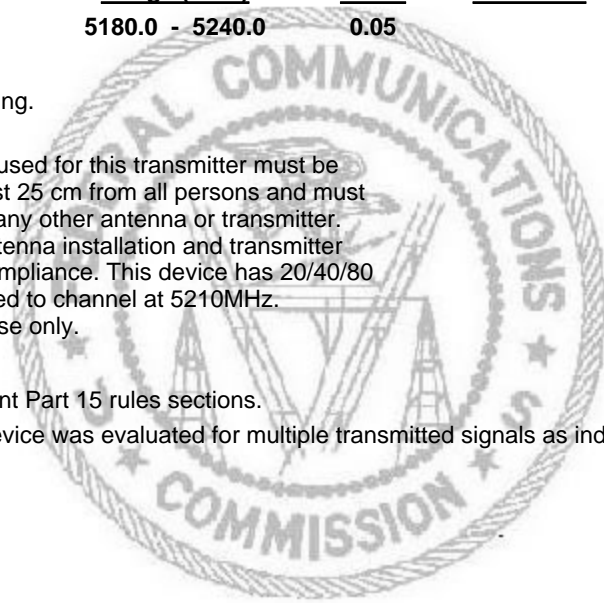 5180.0 - 5240.0 0.05
ng.
used for this transmitter must be
st 25 cm from all persons and must
any other antenna or transmitter.
tenna installation and transmitter
mpliance. This device has 20/40/80
ed to channel at 5210MHz.
se only.
nt Part 15 rules sections.
evice was evaluated for multiple transmitted signals as ind
FEDERAL COMMUNICATIONS COMMISSION